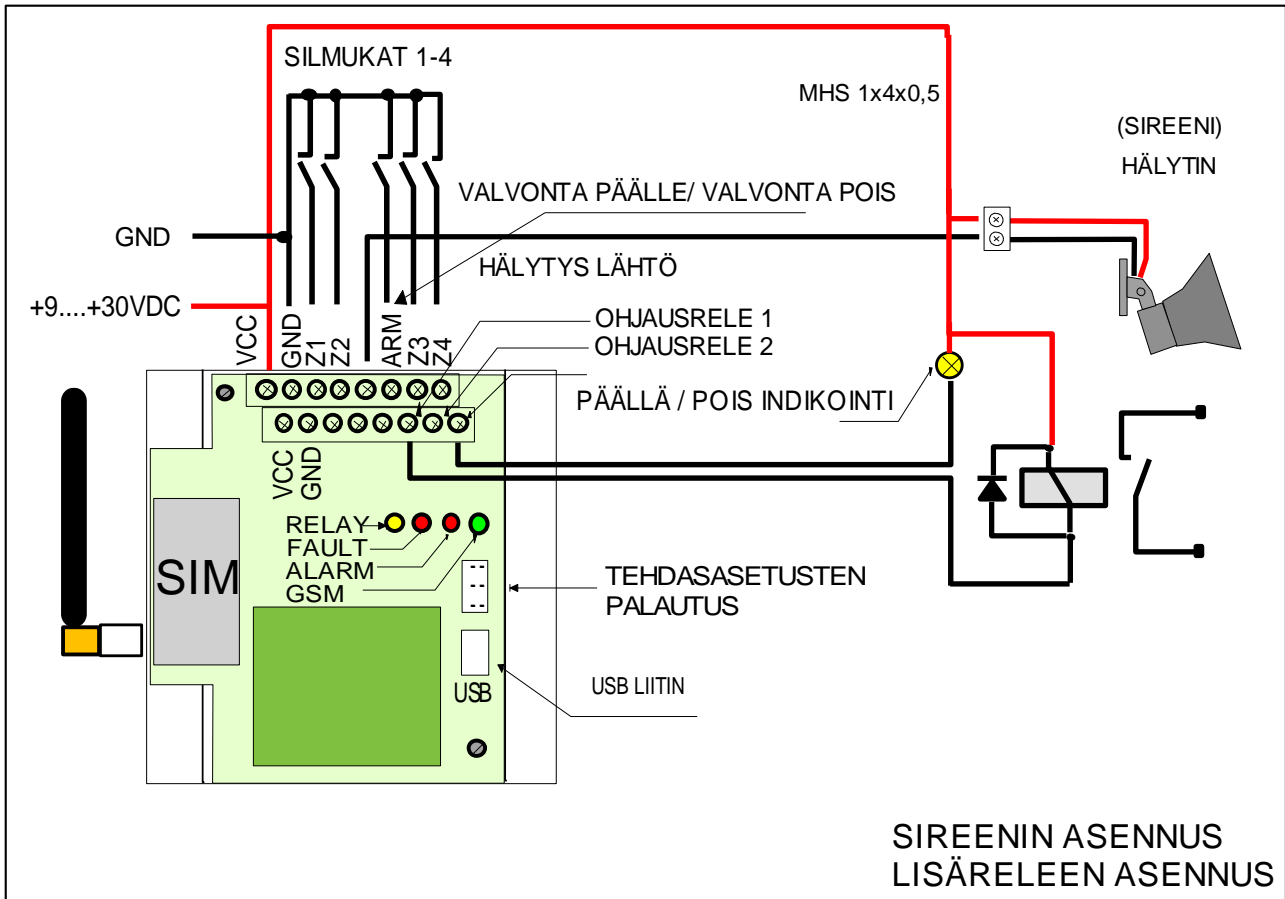 SILMUKAT 1-4
MHS 1x4x0,5
(SIREENI)
HÄLYTIN
VALVONTA PÄÄLLE/ VALVONTA POIS
GND
HÄLYTYS LÄHTÖ
+9....+30VDC
VCC
GND
Z1
Z2
ARM
Z3
Z4
OHJAUSRELE 1
OHJAUSRELE 2
PÄÄLLÄ / POIS INDIKOINTI
VCC
GND
RELAY
FAULT
ALARM
GSM
SIM
TEHDASASETUSTEN
PALAUTUS
USB
USB LIITIN
SIREENIN ASENNUS
LISÄRELEEN ASENNUS